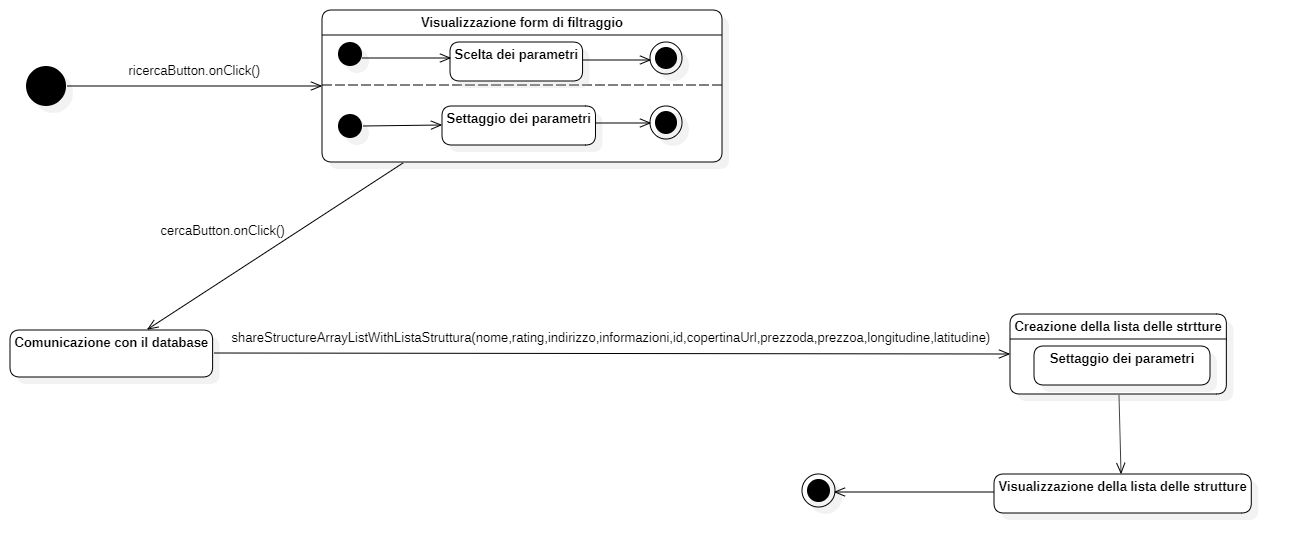 Visualizzazione form di filtraggio
Scelta dei parametri
ricercaButton.onClick()
Settaggio dei parametri
cercaButton.onClick()
Comunicazione con il database
shareStructureArrayListWithListaStruttura(nome,rating,indirizzo,informazioni,id,copertinaUrl,prezzoda,prezzoa,longitudine,latitudine)
Creazione della lista delle strtture
Settaggio dei parametri
Visualizzazione della lista delle strutture